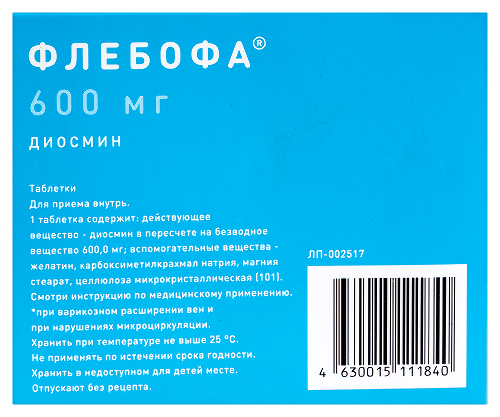 ФЛЕБОФА®
600 мг
ДИОСМИН
Таблетки
Для приема внутрь.
1 таблетка содержит: действующее
вещество - диосмин в пересчете на безводное
вещество 600,0 мг; вспомогательные вещества -
желатин, карбоксиметилкрахмал натрия, магния
стеарат, целлюлоза микрокристаллическая (101).
Смотри инструкцию по медицинскому применению.
*при варикозном расширении вен и
при нарушениях микроциркуляции.
Хранить при температуре не выше 25 °С.
Не применять по истечении срока годности.
Хранить в недоступном для детей месте.
Отпускают без рецепта.
ЛП-002517
4 630015 111840